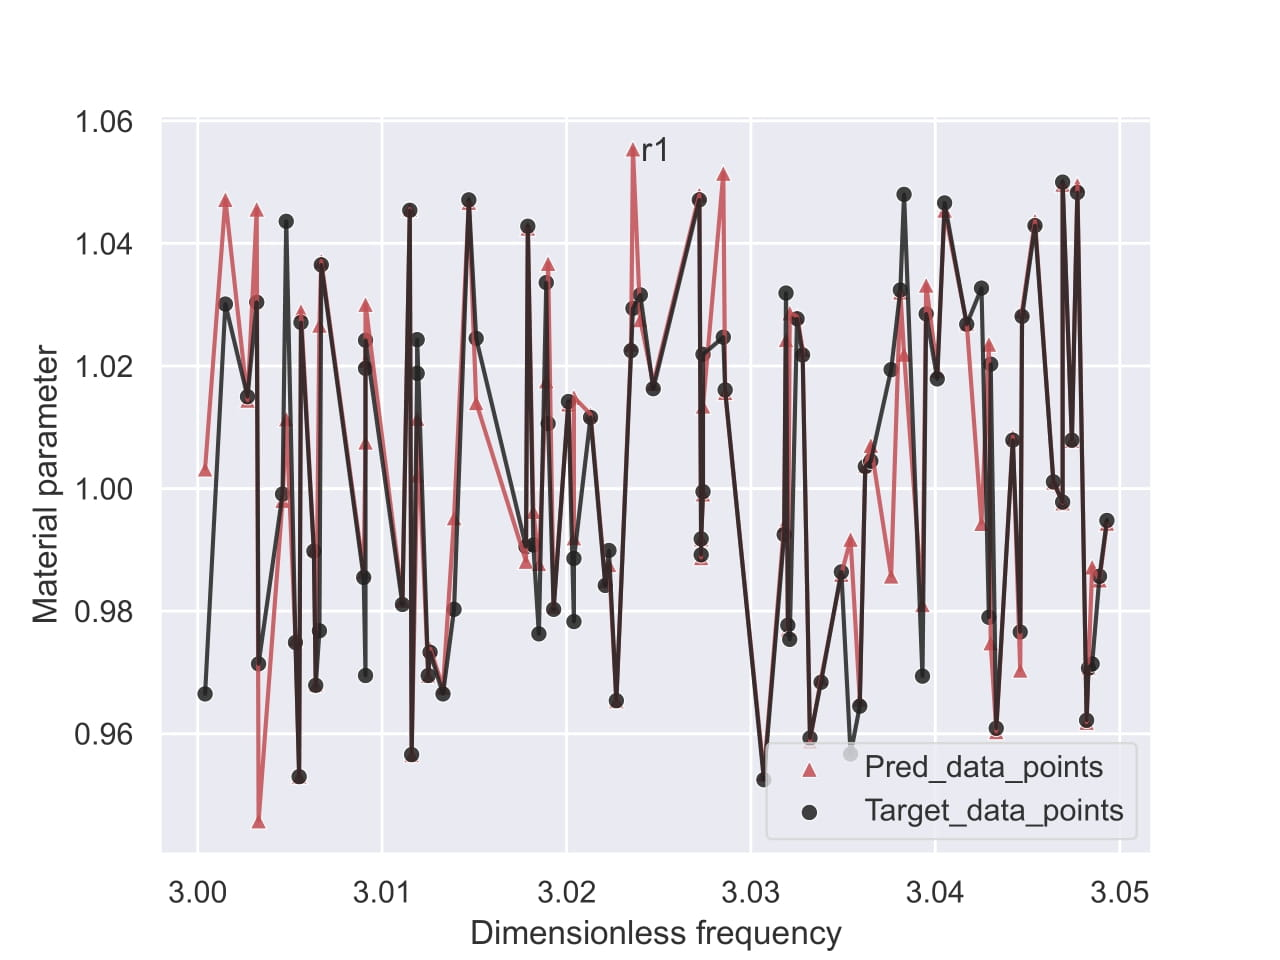 1.06
r1
1.04
1.02
1.00
0.98
0.96
Material parameter
Pred_data_points
Target_data_points
3.00 3.01 3.02 3.03 3.04 3.05
Dimensionless frequency